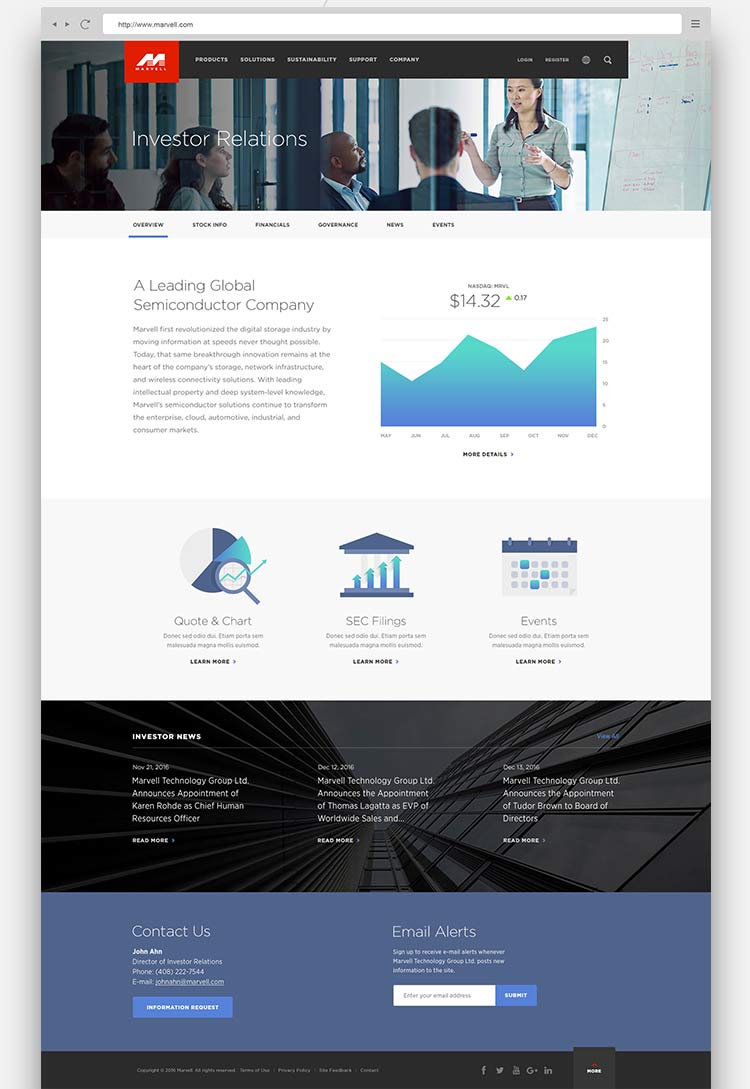 http://www.marvell.com
MARVELL
PRODUCTS SOLUTIONS SUSTAINABILITY SUPPORT COMPANY LOGIN REGISTER
Investor Relations
OVERVIEW STOCK INFO FINANCIALS GOVERNANCE NEWS EVENTS
A Leading Global
Semiconductor Company
Marvell first revolutionized the digital storage industry by
moving information at speeds never thought possible.
Today, that same breakthrough innovation remains at the
heart of the company's storage, network infrastructure,
and wireless connectivity solutions. With leading
intellectual property and deep system-level knowledge,
Marvell's semiconductor solutions continue to transform
the enterprise, cloud, automotive, industrial, and
consumer markets.
NASDAQ: MRVL
$14.32 0.17
25
20
15
10
5
0
MAY JUN JUL AUG SEP OCT NOV DEC
MORE DETAILS >
Quote & Chart
Donec sed odio dui. Etiam porta sem
malesuada magna mollis euismod.
LEARN MORE >
SEC Filings
Donec sed odio dui. Etiam porta sem
malesuada magna mollis euismod.
LEARN MORE >
Events
Donec sed odio dui. Etiam porta sem
malesuada magna mollis euismod.
LEARN MORE >
INVESTOR NEWS View All
Nov 21, 2016
Marvell Technology Group Ltd.
Announces Appointment of
Karen Rohde as Chief Human
Resources Officer
READ MORE >
Dec 12, 2016
Marvell Technology Group Ltd.
Announces the Appointment
of Thomas Lagatta as EVP of
Worldwide Sales and...
READ MORE >
Dec 13, 2016
Marvell Technology Group Ltd.
Announces the Appointment
of Tudor Brown to Board of
Directors
READ MORE >
Contact Us
John Ahn
Director of Investor Relations
Phone: (408) 222-7544
E-mail: johnahn@marvell.com
INFORMATION REQUEST
Email Alerts
Sign up to receive e-mail alerts whenever
Marvell Technology Group Ltd. posts new
information to the site.
Enter your email address SUBMIT
Copyright © 2016 Marvell. All rights reserved. Terms of Use | Privacy Policy | Site Feedback | Contact
MORE